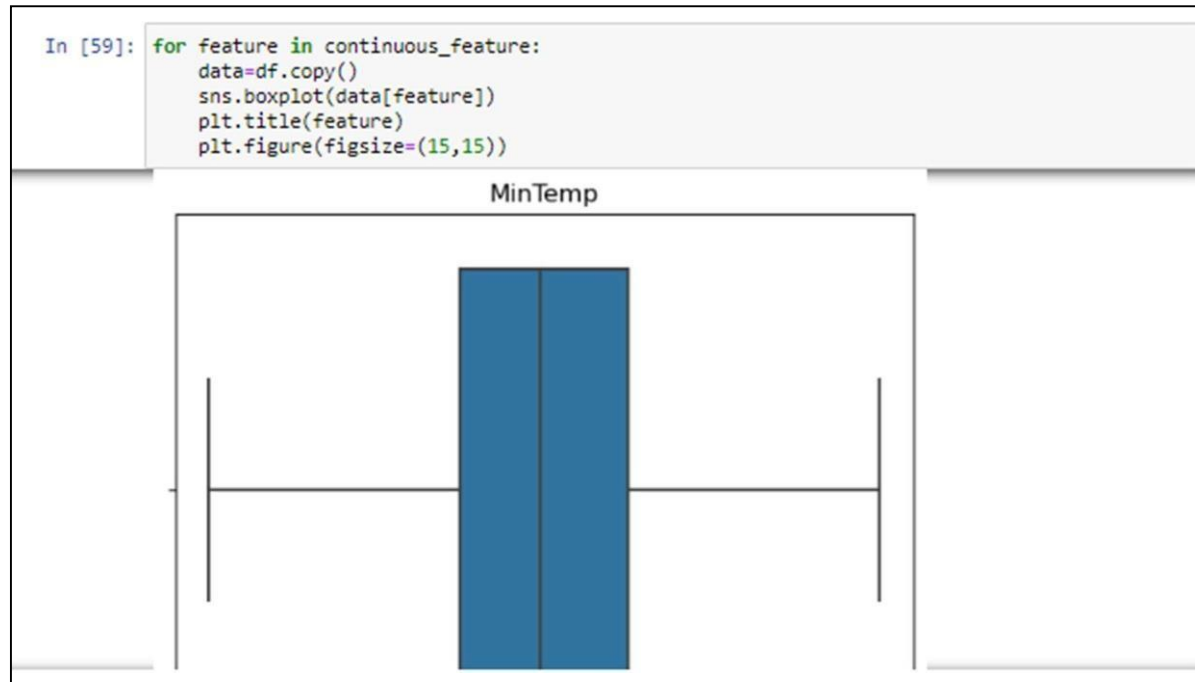 In [59]: for feature in continuous_feature:
    data=df.copy()
    sns.boxplot(data[feature])
    plt.title(feature)
    plt.figure(figsize=(15,15))
MinTemp